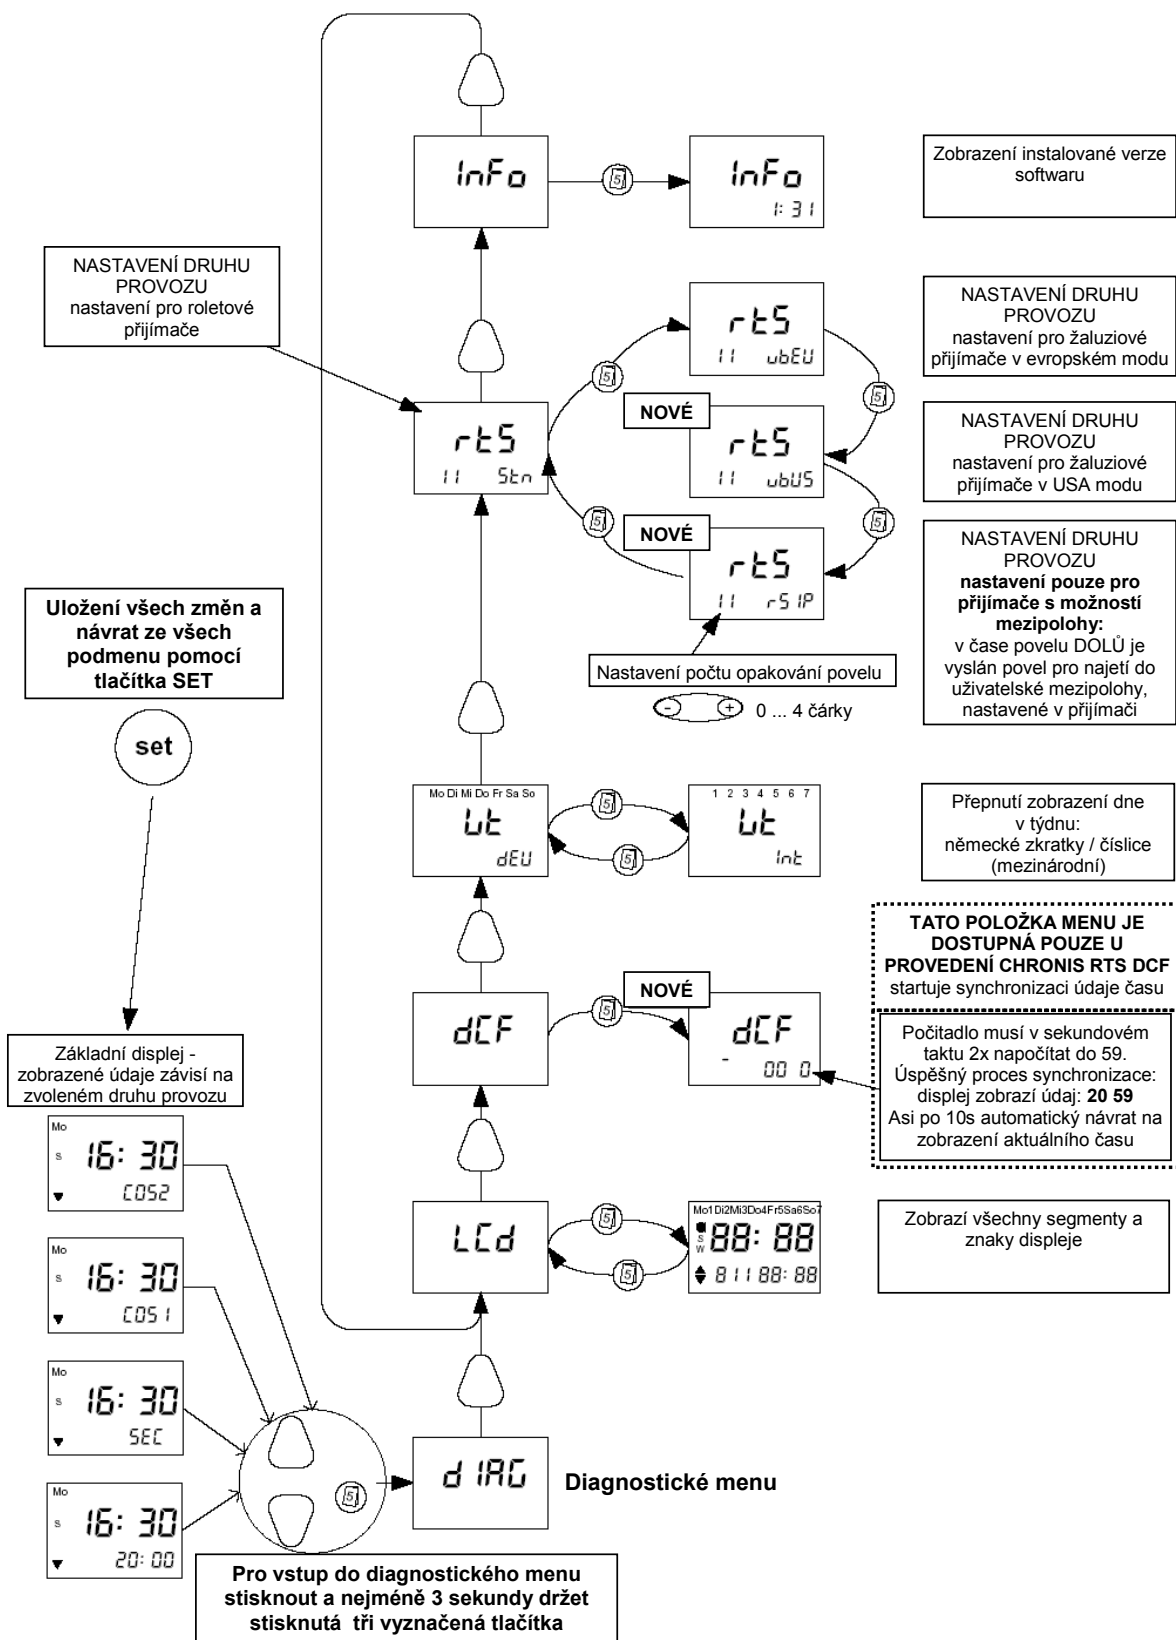 InFo
InFo
1:31
Zobrazení instalované verze
softwaru
NASTAVENÍ DRUHU
PROVOZU
nastavení pro roletové
přijímače
rtS
11 ubEU
NASTAVENÍ DRUHU
PROVOZU
nastavení pro žaluziové
přijímače v evropském modu
rtS
11 Stn
NOVÉ
rtS
11 ubUS
NASTAVENÍ DRUHU
PROVOZU
nastavení pro žaluziové
přijímače v USA modu
NOVÉ
rtS
11 rSIP
NASTAVENÍ DRUHU
PROVOZU
nastavení pouze pro
přijímače s možností
mezipolohy:
v čase povelu DOLŮ je
vyslán povel pro najetí do
uživatelské mezipolohy,
nastavené v přijímači
Uložení všech změn a
návrat ze všech
podmenu pomocí
tlačítka SET
set
Nastavení počtu opakování povelu
- + 0 ... 4 čárky
Mo Di Mi Do Fr Sa So
Wt
dEU
1 2 3 4 5 6 7
Wt
Int
Přepnutí zobrazení dne
v týdnu:
německé zkratky / číslice
(mezinárodní)
TATO POLOŽKA MENU JE
DOSTUPNÁ POUZE U
PROVEDENÍ CHRONIS RTS DCF
startuje synchronizaci údaje času
dCF
NOVÉ
dCF
- 00 0
Počitadlo musí v sekundovém
taktu 2x napočítat do 59.
Úspěšný proces synchronizace:
displej zobrazí údaj: 20 59
Asi po 10s automatický návrat na
zobrazení aktuálního času
Základní displej -
zobrazené údaje závisí na
zvoleném druhu provozu
Mo
S 16:30
COS2
LCd
Mo1Di2Mi3Do4Fr5Sa6So7
S 88:88
W
811 88:88
Zobrazí všechny segmenty a
znaky displeje
Mo
S 16:30
COS1
Mo
S 16:30
SEC
Mo
S 16:30
20:00
dIAG
Diagnostické menu
Pro vstup do diagnostického menu
stisknout a nejméně 3 sekundy držet
stisknutá tři vyznačená tlačítka